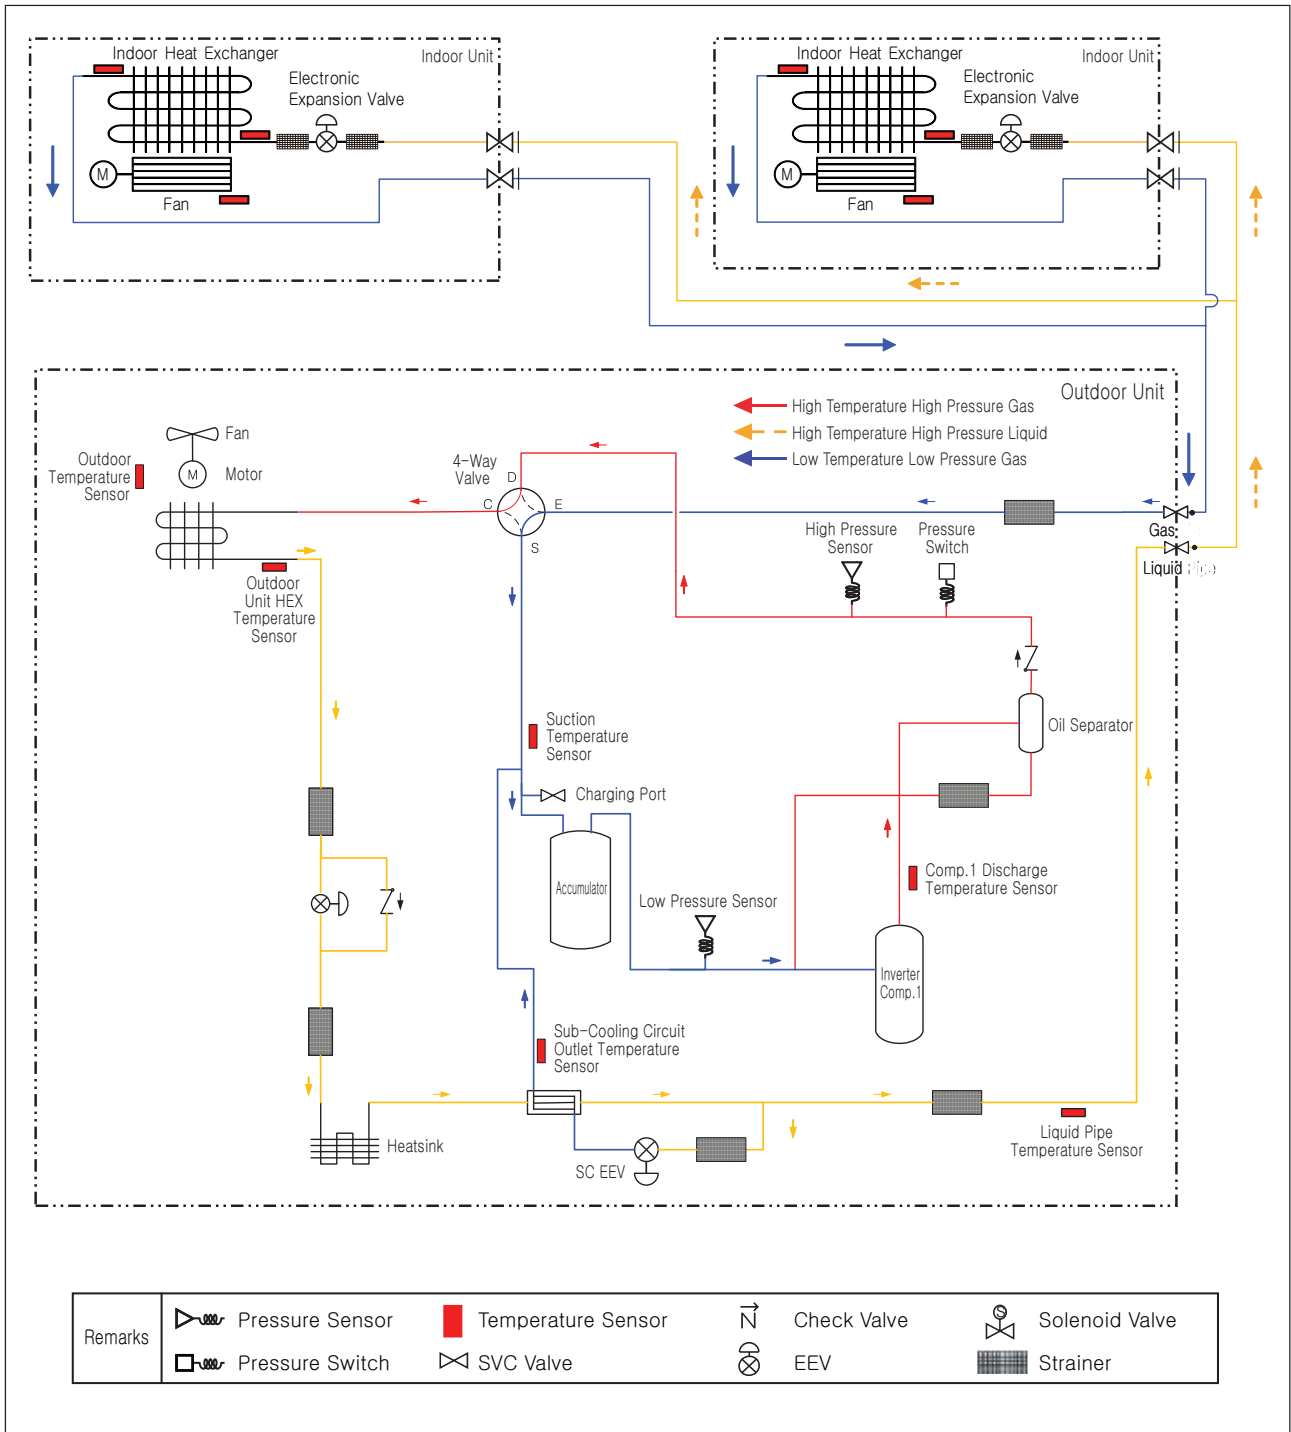 Indoor Heat Exchanger
Indoor Unit
Electronic
Expansion Valve
M
Fan
Indoor Heat Exchanger
Indoor Unit
Electronic
Expansion Valve
M
Fan
Outdoor Unit
High Temperature High Pressure Gas
High Temperature High Pressure Liquid
Low Temperature Low Pressure Gas
Fan
Motor
M
Outdoor
Temperature
Sensor
4-Way
Valve
D
C
E
S
High Pressure
Sensor
Pressure
Switch
Gas
Liquid Pipe
Outdoor
Unit HEX
Temperature
Sensor
Oil Separator
Suction
Temperature
Sensor
Charging Port
Accumulator
Comp.1 Discharge
Temperature Sensor
Low Pressure Sensor
Inverter
Comp.1
Sub-Cooling Circuit
Outlet Temperature
Sensor
Heatsink
SC EEV
Liquid Pipe
Temperature Sensor
Remarks
Pressure Sensor
Temperature Sensor
Check Valve
S
Solenoid Valve
Pressure Switch
SVC Valve
EEV
Strainer